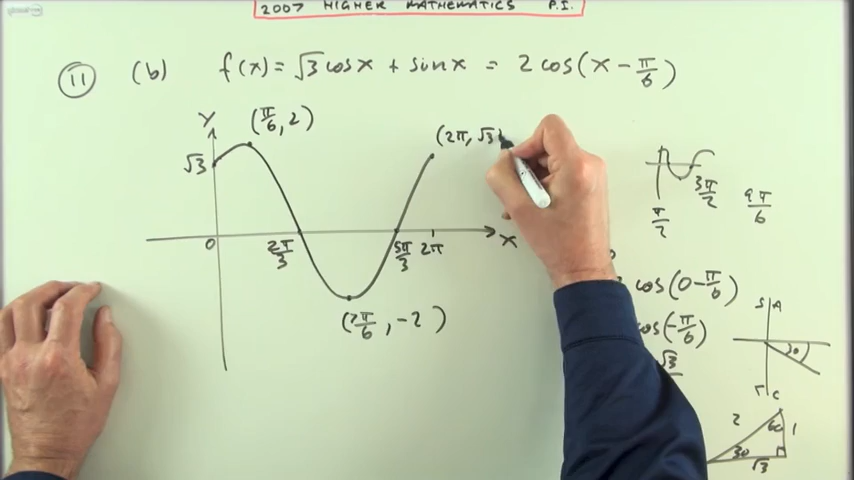 2007 HIGHER MATHEMATICS P.I.
11 (b) f(x) = √3 cosx + sinx = 2 cos(x - π/6)
y
(π/6, 2)
(2π, √3)
√3
3π/2
π/2
9π/6
0
2π/3
5π/3
2π
x
(7π/6, -2)
cos(0 - π/6)
cos(-π/6)
√3
S A
T C
30
2
60
1
30
√3